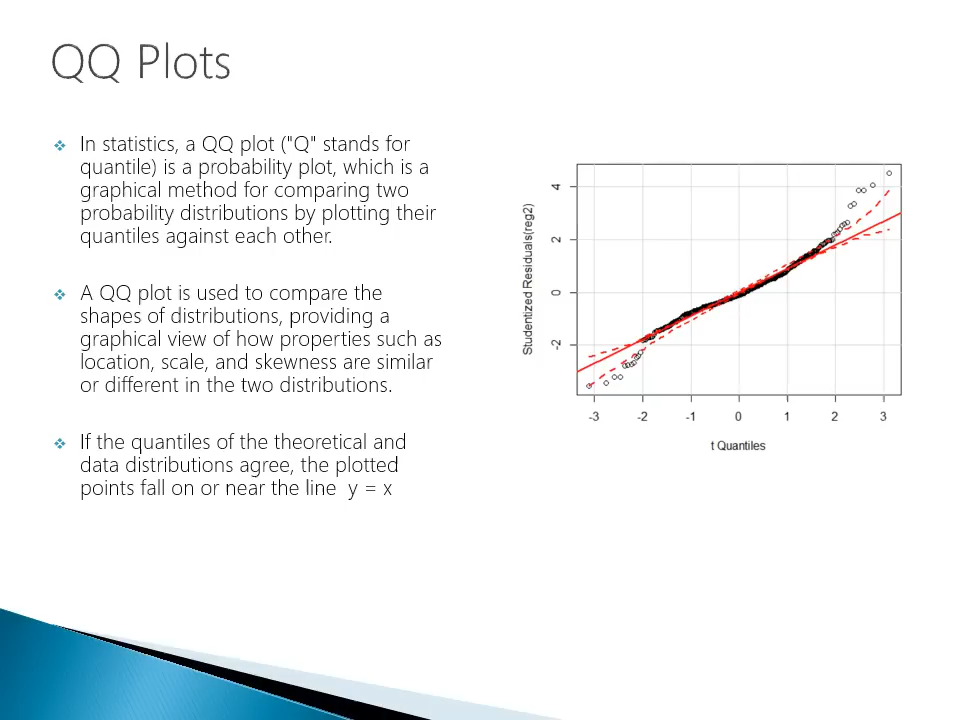 QQ Plots
❖ In statistics, a QQ plot ("Q" stands for
quantile) is a probability plot, which is a
graphical method for comparing two
probability distributions by plotting their
quantiles against each other.
❖ A QQ plot is used to compare the
shapes of distributions, providing a
graphical view of how properties such as
location, scale, and skewness are similar
or different in the two distributions.
❖ If the quantiles of the theoretical and
data distributions agree, the plotted
points fall on or near the line y = x
Studentized Residuals(reg2)
4
2
0
-2
-3 -2 -1 0 1 2 3
t Quantiles